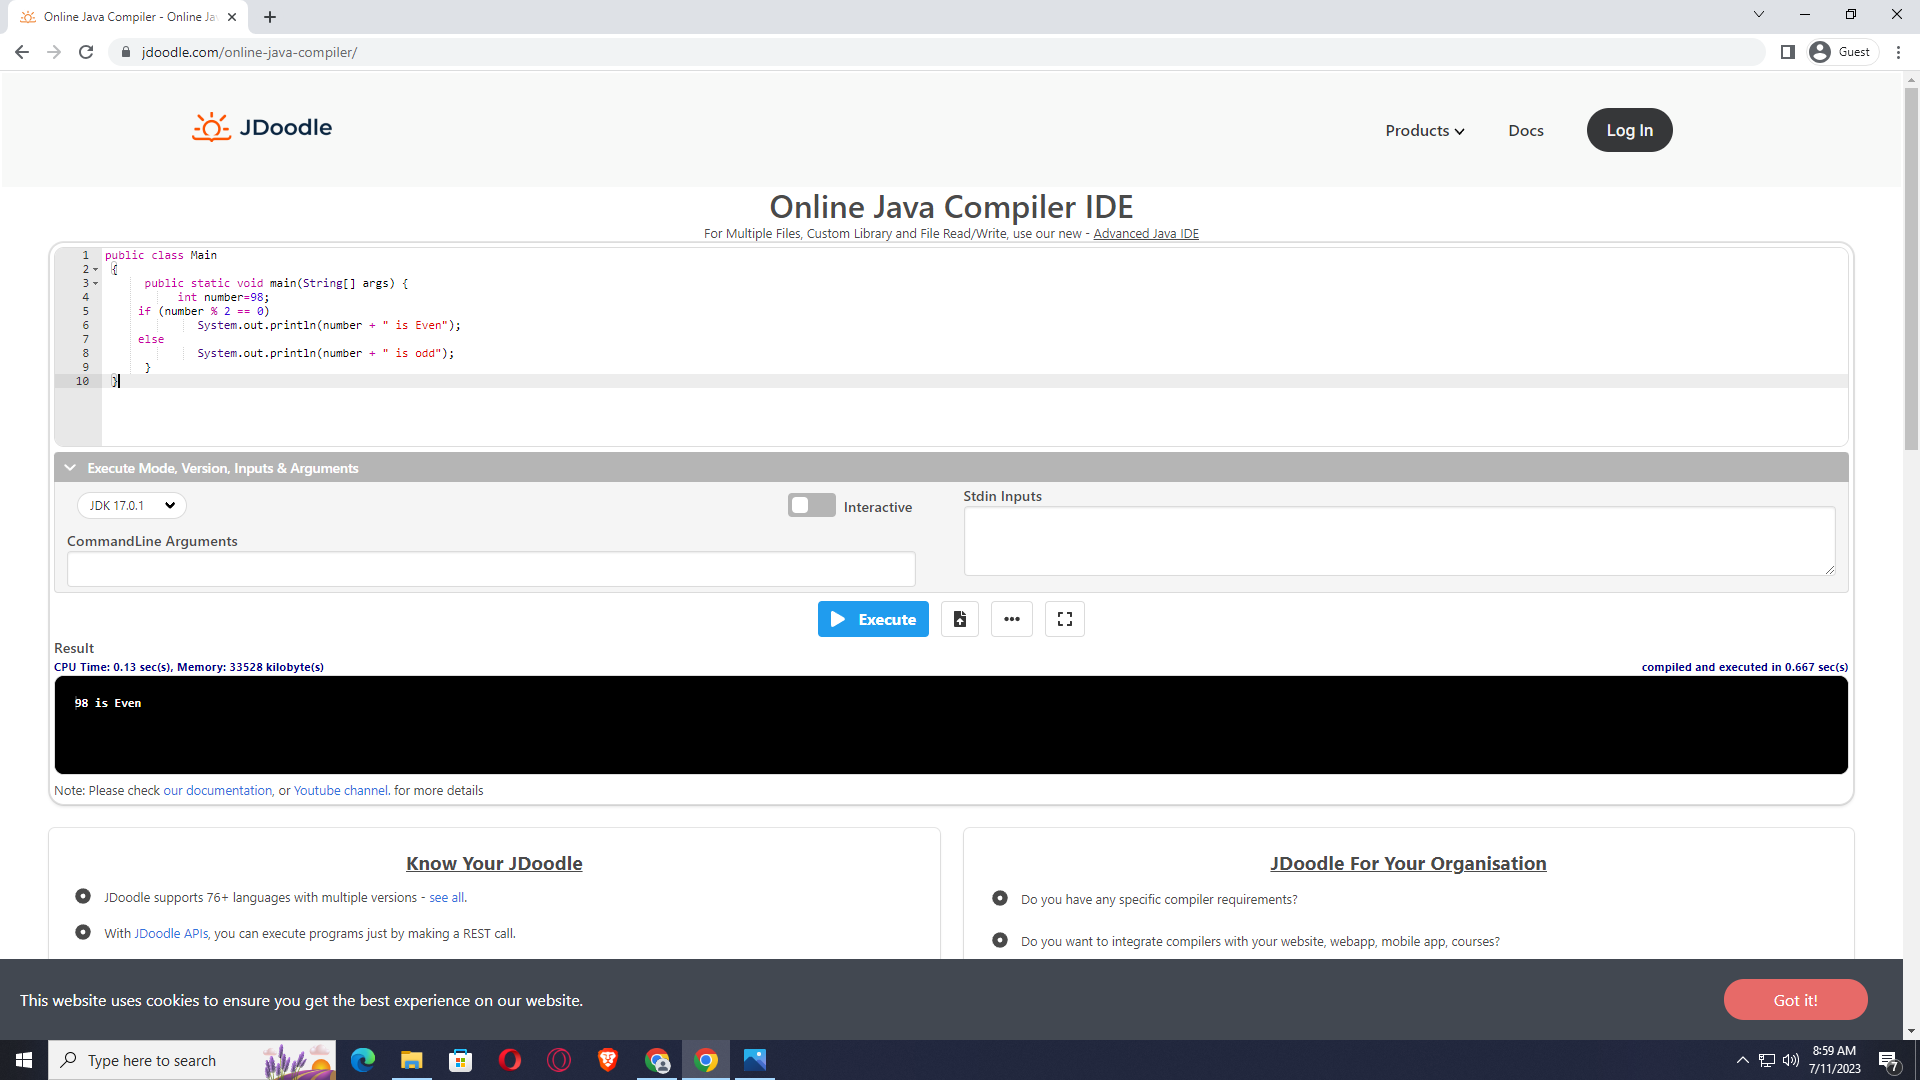 Online Java Compiler - Online Ja
jdoodle.com/online-java-compiler/
Guest
JDoodle
Products
Docs
Log In
Online Java Compiler IDE
For Multiple Files, Custom Library and File Read/Write, use our new - Advanced Java IDE
1 public class Main
2 {
3 public static void main(String[] args) {
4 int number=98;
5 if (number % 2 == 0)
6 System.out.println(number + " is Even");
7 else
8 System.out.println(number + " is odd");
9 }
10 }
Execute Mode, Version, Inputs & Arguments
JDK 17.0.1
Interactive
Stdin Inputs
CommandLine Arguments
Execute
Result
CPU Time: 0.13 sec(s), Memory: 33528 kilobyte(s)
compiled and executed in 0.667 sec(s)
98 is Even
Note: Please check our documentation, or Youtube channel. for more details
Know Your JDoodle
JDoodle supports 76+ languages with multiple versions - see all.
With JDoodle APIs, you can execute programs just by making a REST call.
JDoodle For Your Organisation
Do you have any specific compiler requirements?
Do you want to integrate compilers with your website, webapp, mobile app, courses?
This website uses cookies to ensure you get the best experience on our website.
Got it!
Type here to search
8:59 AM
7/11/2023
7